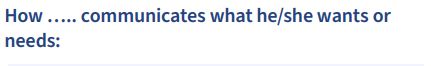 How ….. communicates what he/she wants or
needs: